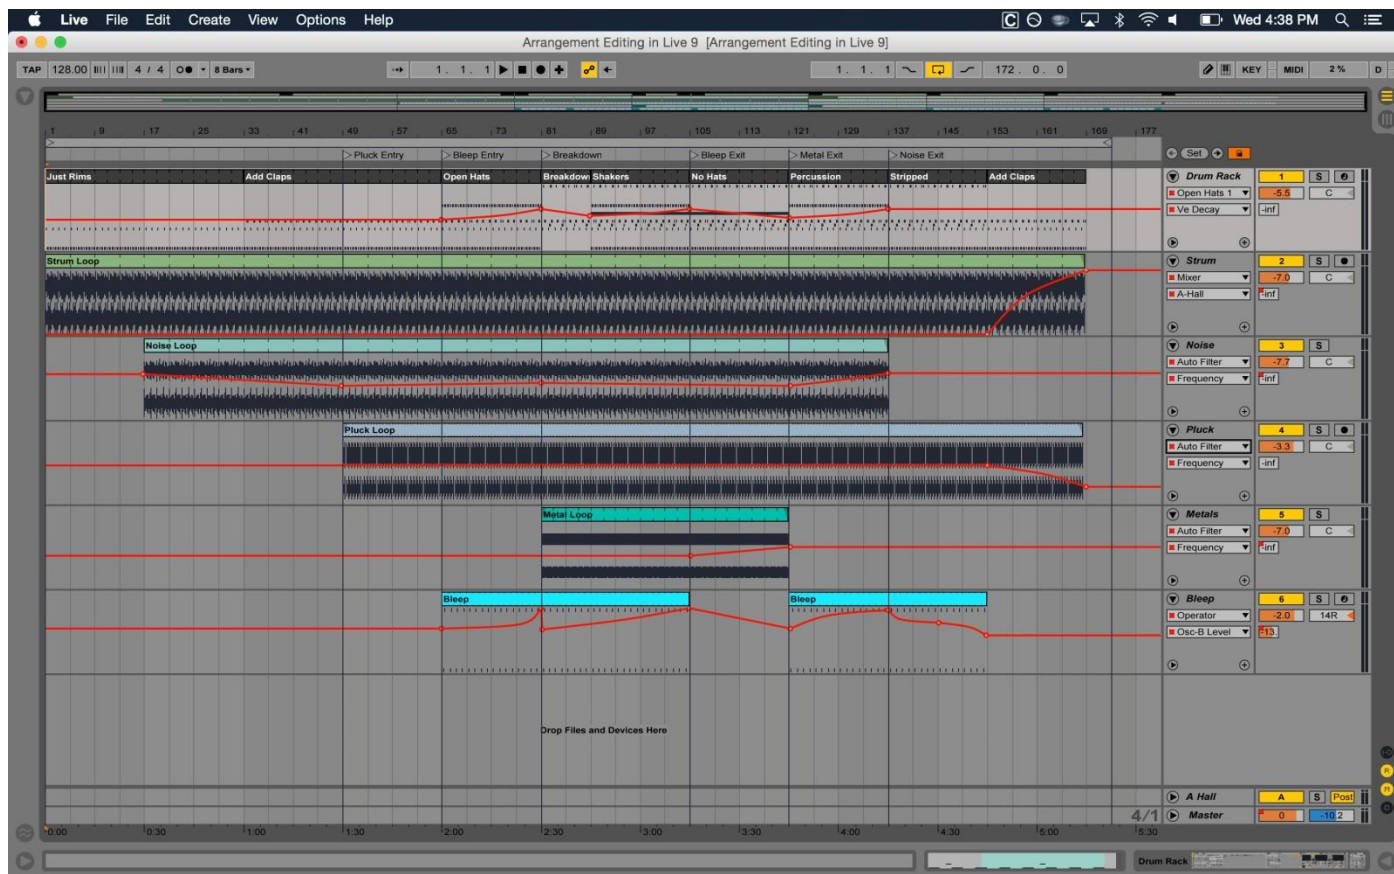 Live File Edit Create View Options Help
Wed 4:38 PM
Arrangement Editing in Live 9 [Arrangement Editing in Live 9]
TAP 128.00 4 / 4 8 Bars 1. 1. 1 1. 1. 1 172. 0. 0 KEY MIDI 2 % D
1 9 17 25 33 41 49 57 65 73 81 89 97 105 113 121 129 137 145 153 161 169 177
Pluck Entry Bleep Entry Breakdown Bleep Exit Metal Exit Noise Exit Set
Just Rims Add Claps Open Hats Breakdow Shakers No Hats Percussion Stripped Add Claps Drum Rack 1 S
Open Hats 1 -5.5 C
Ve Decay -inf
Strum Loop Strum 2 S
Mixer -7.0 C
A-Hall -inf
Noise Loop Noise 3 S
Auto Filter -7.7 C
Frequency -inf
Pluck Loop Pluck 4 S
Auto Filter -3.3 C
Frequency -inf
Metal Loop Metals 5 S
Auto Filter -7.0 C
Frequency -inf
Bleep Bleep Bleep 6 S
Operator -2.0 14R
Osc-B Level -13.
Drop Files and Devices Here
A Hall A S Post
4/1 Master 0 -10.2
0:00 0:30 1:00 1:30 2:00 2:30 3:00 3:30 4:00 4:30 5:00 5:30
Drum Rack